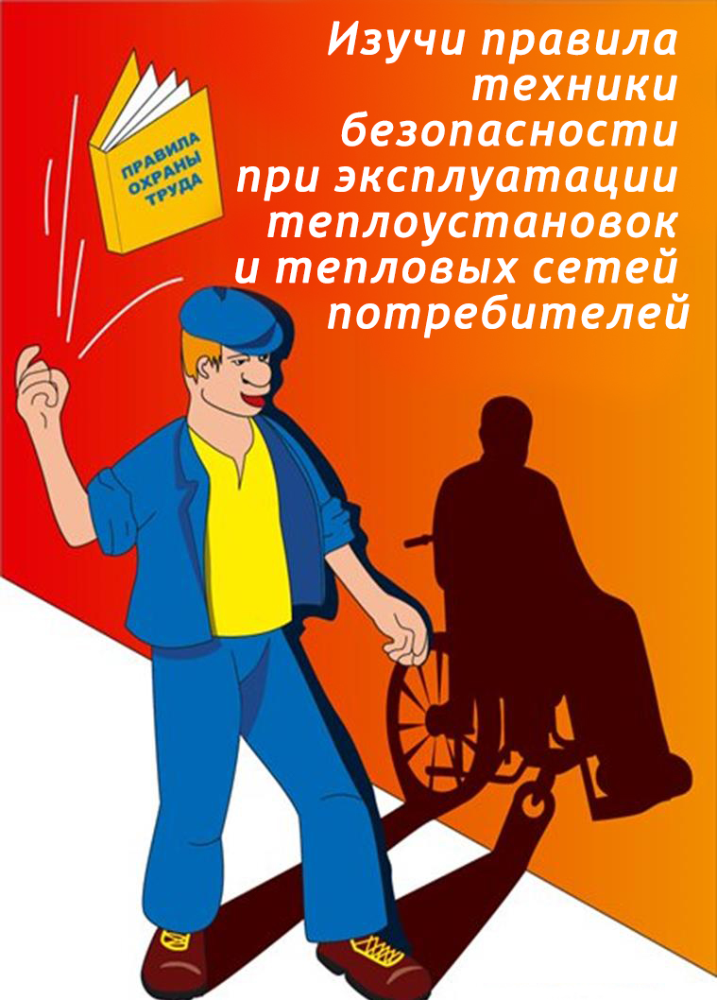 Изучи правила
техники
безопасности
при эксплуатации
теплоустановок
и тепловых сетей
потребителей
ПРАВИЛА
ОХРАНЫ
ТРУДА